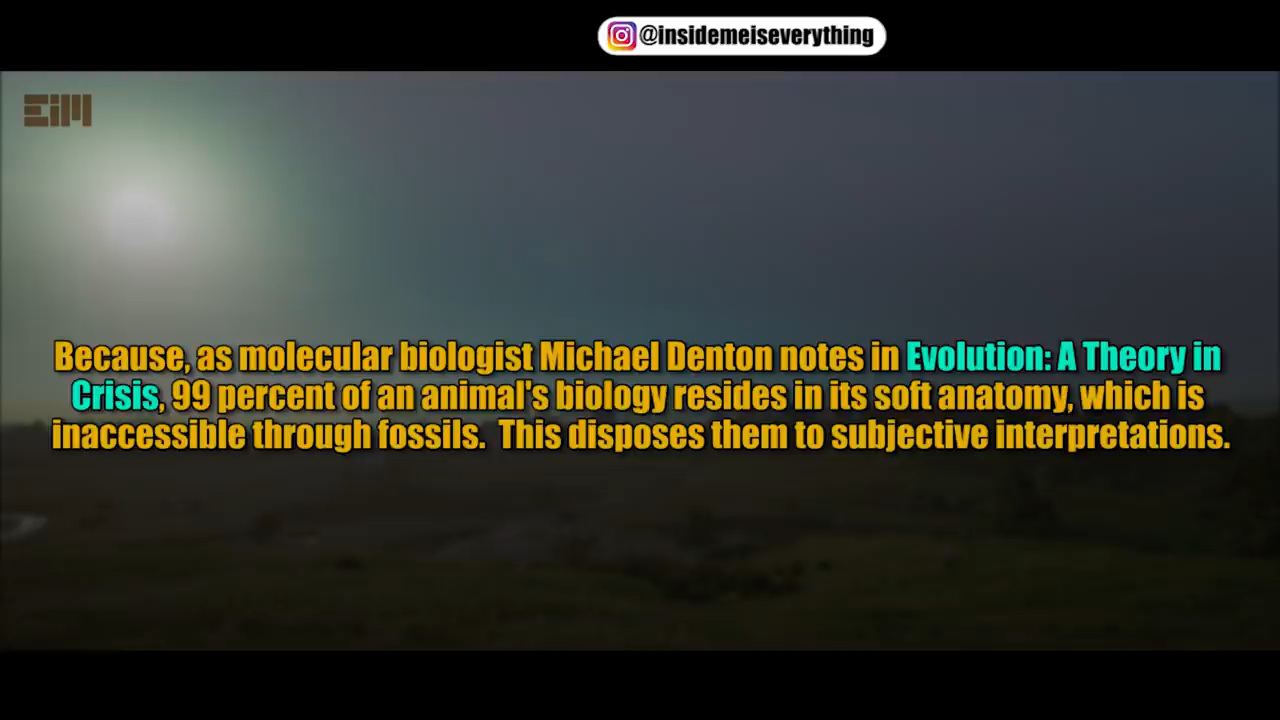 @insidemeiseverything
EiM
Because, as molecular biologist Michael Denton notes in Evolution: A Theory in
Crisis, 99 percent of an animal's biology resides in its soft anatomy, which is
inaccessible through fossils.  This disposes them to subjective interpretations.